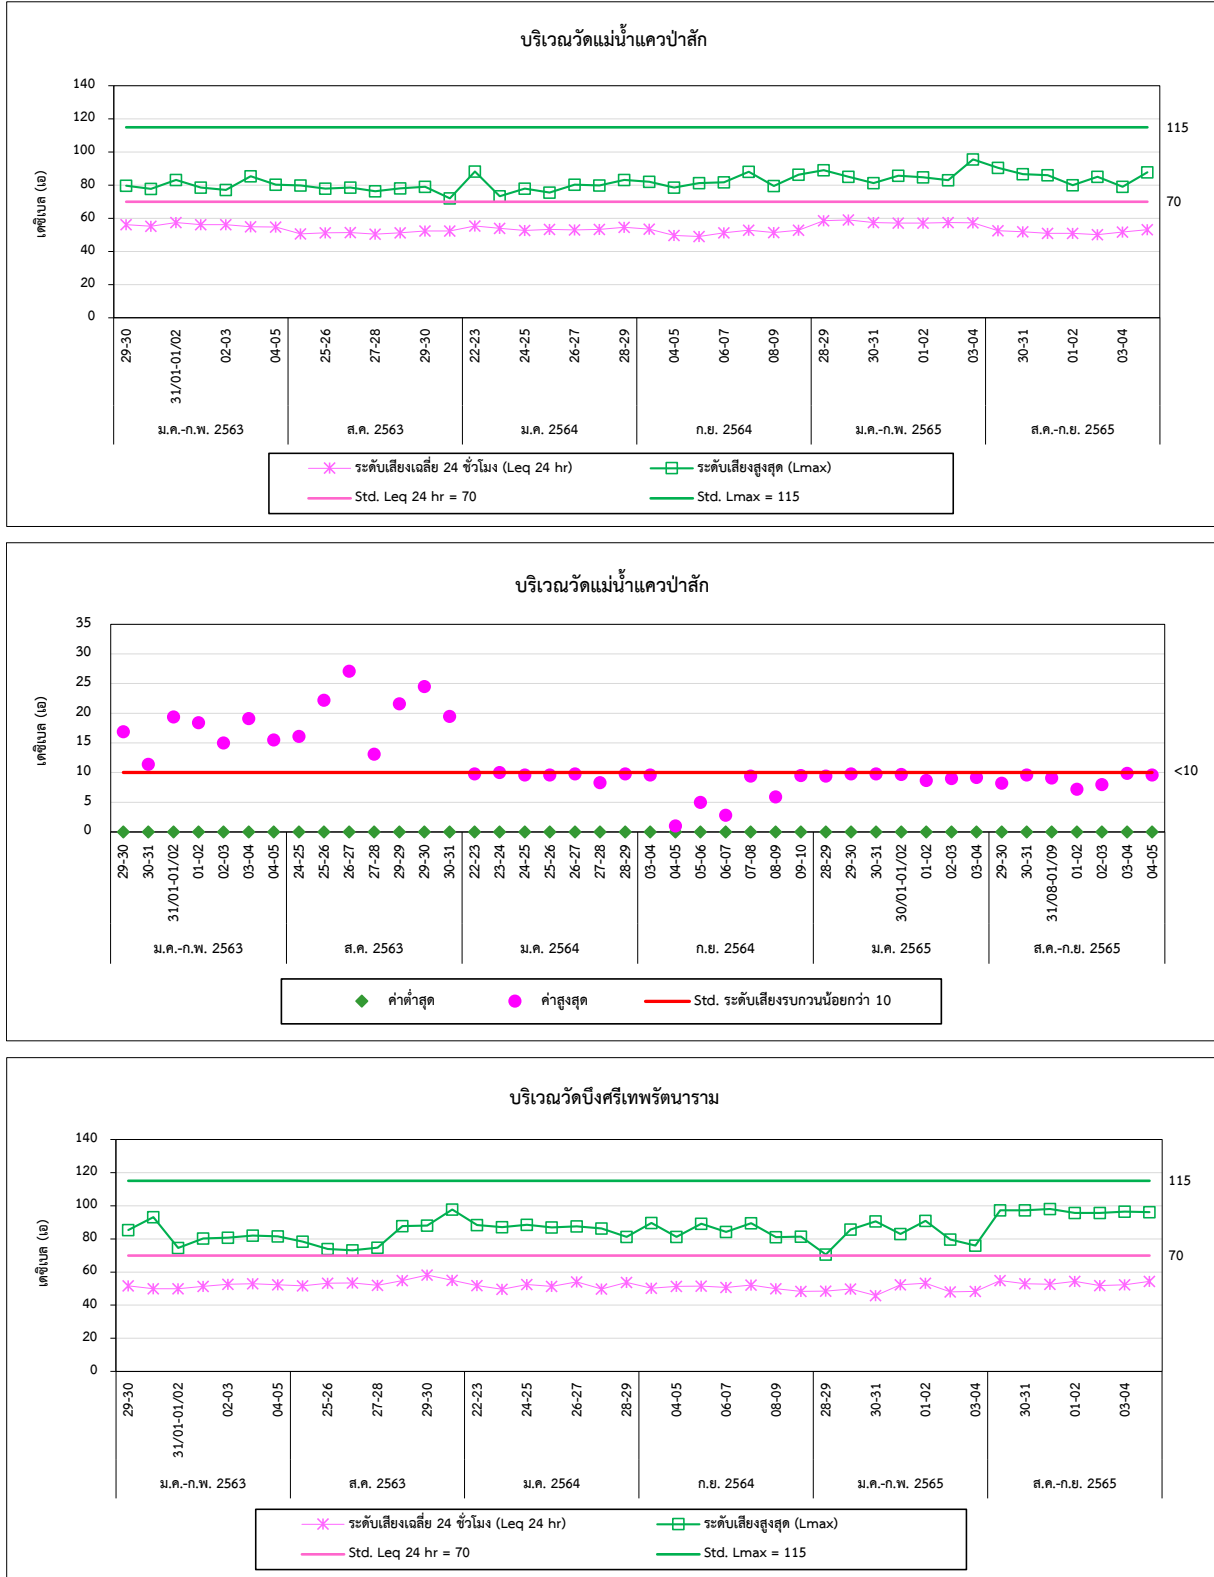 บริเวณวัดแม่น้ำแควป่าสัก
เดซิเบล (เอ)
140
120
100
80
60
40
20
0
115
70
29-30 31/01-01/02 02-03 04-05 25-26 27-28 29-30 22-23 24-25 26-27 28-29 04-05 06-07 08-09 28-29 30-31 01-02 03-04 30-31 01-02 03-04
ม.ค.-ก.พ. 2563 ส.ค. 2563 ม.ค. 2564 ก.ย. 2564 ม.ค.-ก.พ. 2565 ส.ค.-ก.ย. 2565
ระดับเสียงเฉลี่ย 24 ชั่วโมง (Leq 24 hr) ระดับเสียงสูงสุด (Lmax)
Std. Leq 24 hr = 70 Std. Lmax = 115
บริเวณวัดแม่น้ำแควป่าสัก
เดซิเบล (เอ)
35
30
25
20
15
10
5
0
<10
29-30 30-31 31/01-01/02 01-02 02-03 03-04 04-05 24-25 25-26 26-27 27-28 28-29 29-30 30-31 22-23 23-24 24-25 25-26 26-27 27-28 28-29 03-04 04-05 05-06 06-07 07-08 08-09 09-10 28-29 29-30 30-31 30/01-01/02 01-02 02-03 03-04 29-30 30-31 31/08-01/09 01-02 02-03 03-04 04-05
ม.ค.-ก.พ. 2563 ส.ค. 2563 ม.ค. 2564 ก.ย. 2564 ม.ค. 2565 ส.ค.-ก.ย. 2565
ค่าต่ำสุด ค่าสูงสุด Std. ระดับเสียงรบกวนน้อยกว่า 10
บริเวณวัดบึงศรีเทพรัตนาราม
เดซิเบล (เอ)
140
120
100
80
60
40
20
0
115
70
29-30 31/01-01/02 02-03 04-05 25-26 27-28 29-30 22-23 24-25 26-27 28-29 04-05 06-07 08-09 28-29 30-31 01-02 03-04 30-31 01-02 03-04
ม.ค.-ก.พ. 2563 ส.ค. 2563 ม.ค. 2564 ก.ย. 2564 ม.ค.-ก.พ. 2565 ส.ค.-ก.ย. 2565
ระดับเสียงเฉลี่ย 24 ชั่วโมง (Leq 24 hr) ระดับเสียงสูงสุด (Lmax)
Std. Leq 24 hr = 70 Std. Lmax = 115